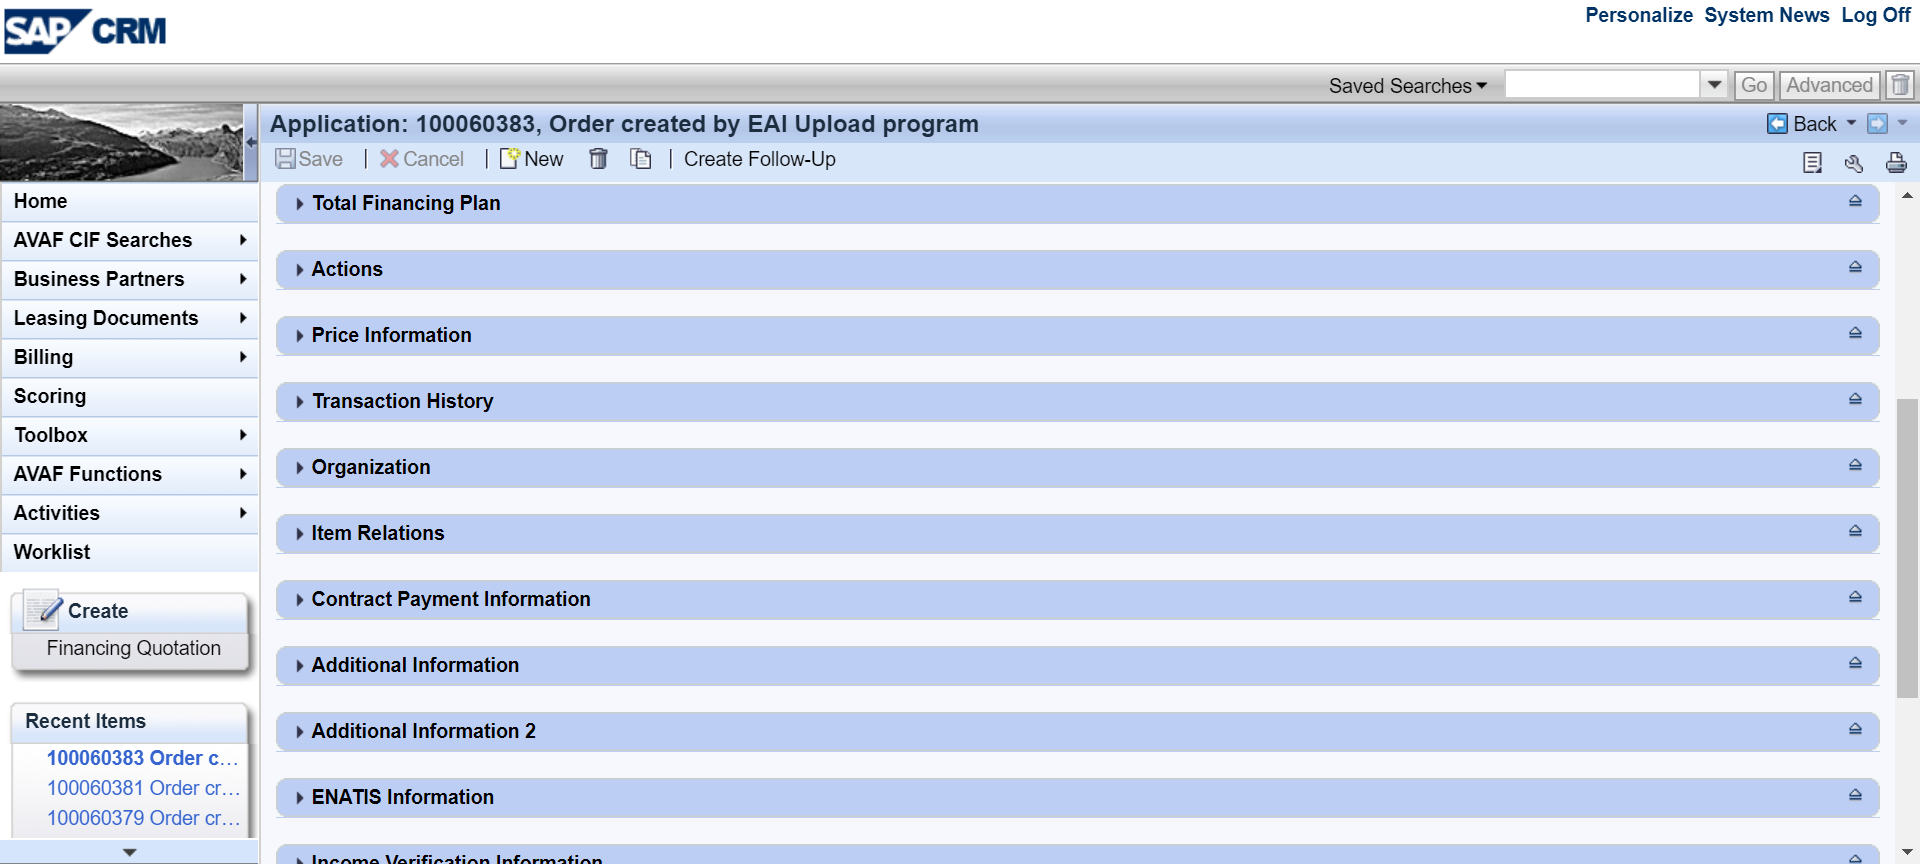 SAP CRM
Personalize System News Log Off
Saved Searches Go Advanced
Application: 100060383, Order created by EAI Upload program
Back
Save | Cancel | New | Create Follow-Up
Home
AVAF CIF Searches
Business Partners
Leasing Documents
Billing
Scoring
Toolbox
AVAF Functions
Activities
Worklist
Create
Financing Quotation
Recent Items
100060383 Order c...
100060381 Order cr...
100060379 Order cr...
Total Financing Plan
Actions
Price Information
Transaction History
Organization
Item Relations
Contract Payment Information
Additional Information
Additional Information 2
ENATIS Information
Income Verification Information